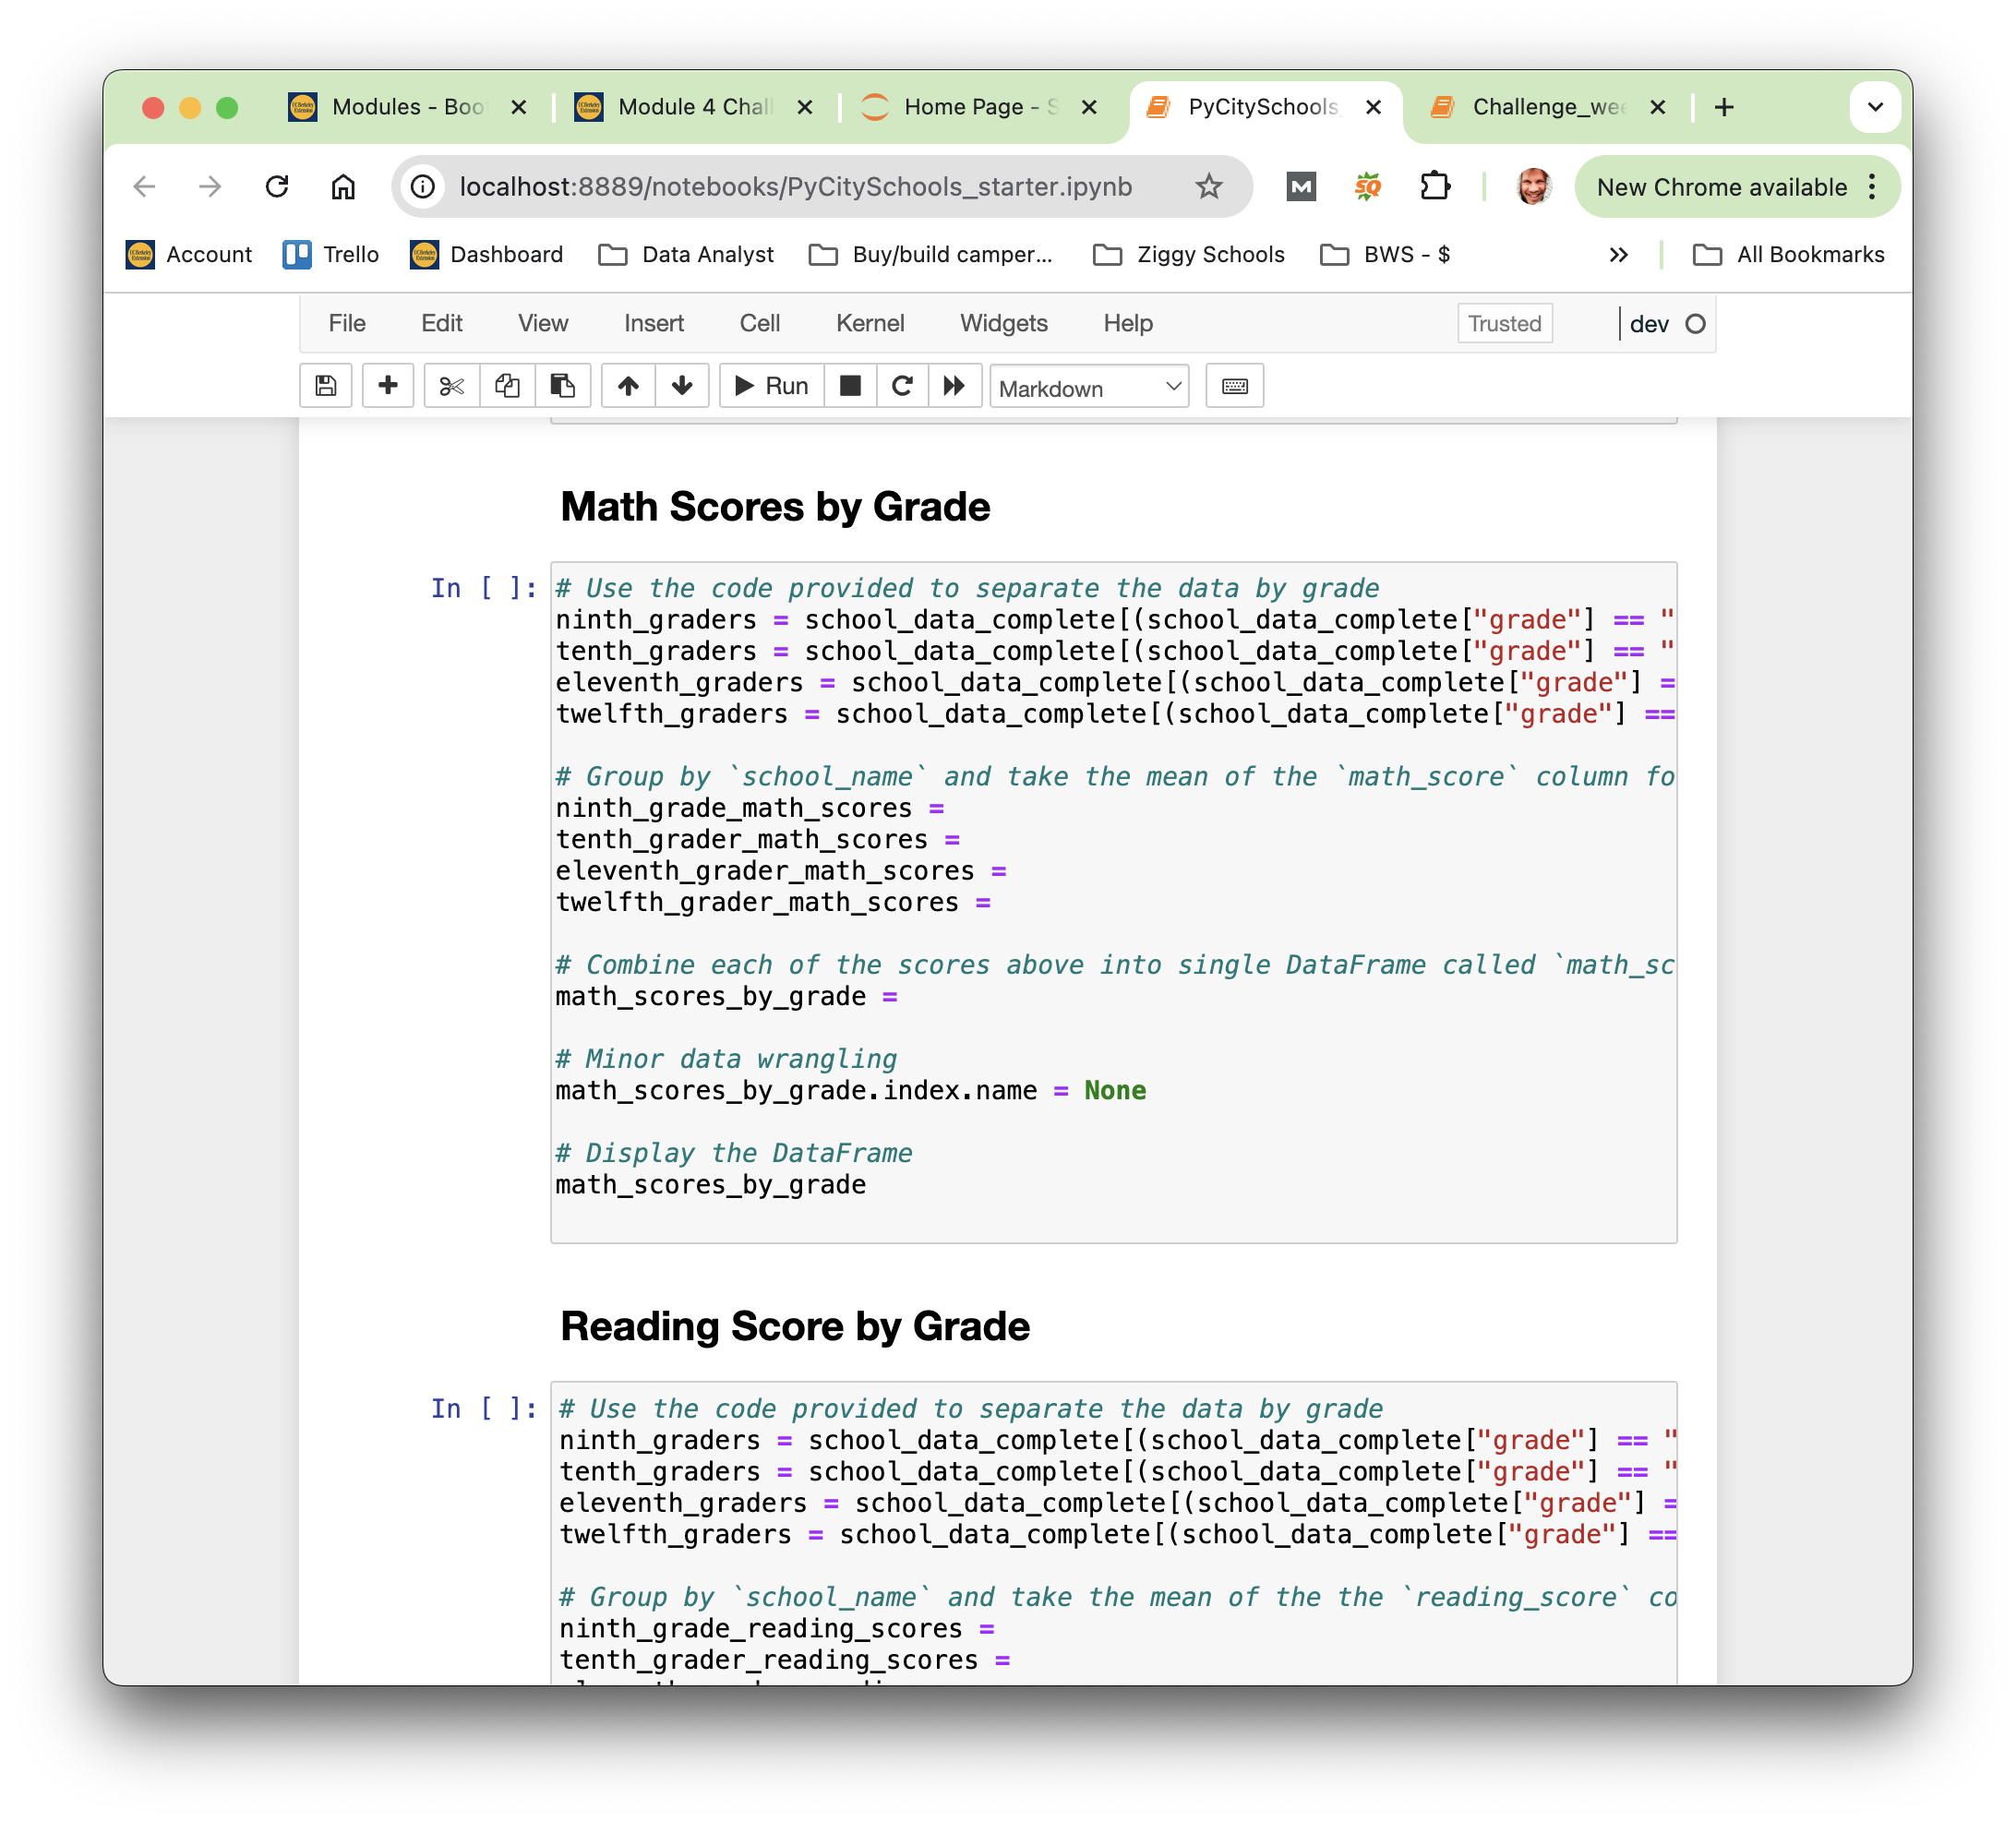 Modules - Boo
Module 4 Chall
Home Page - S
PyCitySchools_
Challenge_wee
localhost:8889/notebooks/PyCitySchools_starter.ipynb
New Chrome available
Account
Trello
Dashboard
Data Analyst
Buy/build camper...
Ziggy Schools
BWS - $
All Bookmarks
File Edit View Insert Cell Kernel Widgets Help
Trusted
dev
Run
Markdown
Math Scores by Grade
In [ ]:
# Use the code provided to separate the data by grade
ninth_graders = school_data_complete[(school_data_complete["grade"] == "
tenth_graders = school_data_complete[(school_data_complete["grade"] == "
eleventh_graders = school_data_complete[(school_data_complete["grade"] =
twelfth_graders = school_data_complete[(school_data_complete["grade"] ==
# Group by `school_name` and take the mean of the `math_score` column fo
ninth_grade_math_scores =
tenth_grader_math_scores =
eleventh_grader_math_scores =
twelfth_grader_math_scores =
# Combine each of the scores above into single DataFrame called `math_sc
math_scores_by_grade =
# Minor data wrangling
math_scores_by_grade.index.name = None
# Display the DataFrame
math_scores_by_grade
Reading Score by Grade
In [ ]:
# Use the code provided to separate the data by grade
ninth_graders = school_data_complete[(school_data_complete["grade"] == "
tenth_graders = school_data_complete[(school_data_complete["grade"] == "
eleventh_graders = school_data_complete[(school_data_complete["grade"] =
twelfth_graders = school_data_complete[(school_data_complete["grade"] ==
# Group by `school_name` and take the mean of the the `reading_score` co
ninth_grade_reading_scores =
tenth_grader_reading_scores =